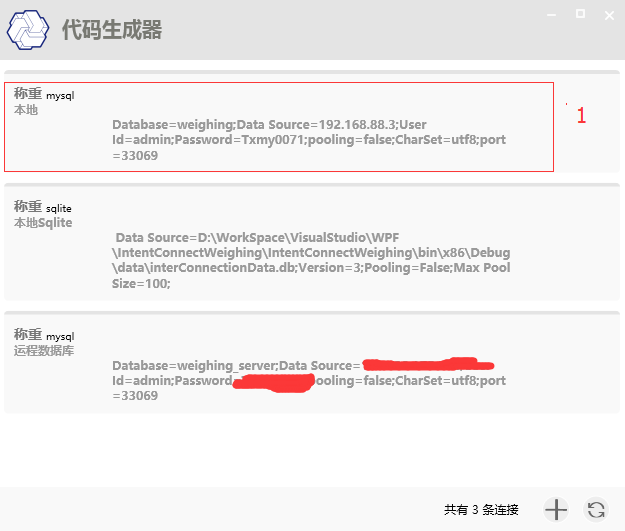 代码生成器
称重 mysql
本地
1
Database=weighing;Data Source=192.168.88.3;User
Id=admin;Password=Txmy0071;pooling=false;CharSet=utf8;port
=33069
称重 sqlite
本地Sqlite
Data Source=D:\WorkSpace\VisualStudio\WPF
\IntentConnectWeighing\IntentConnectWeighing\bin\x86\Debug
\data\interConnectionData.db;Version=3;Pooling=False;Max Pool
Size=100;
称重 mysql
运程数据库
Database=weighing_server;Data Source=
Id=admin;Password ooling=false;CharSet=utf8;port
=33069
共有 3 条连接